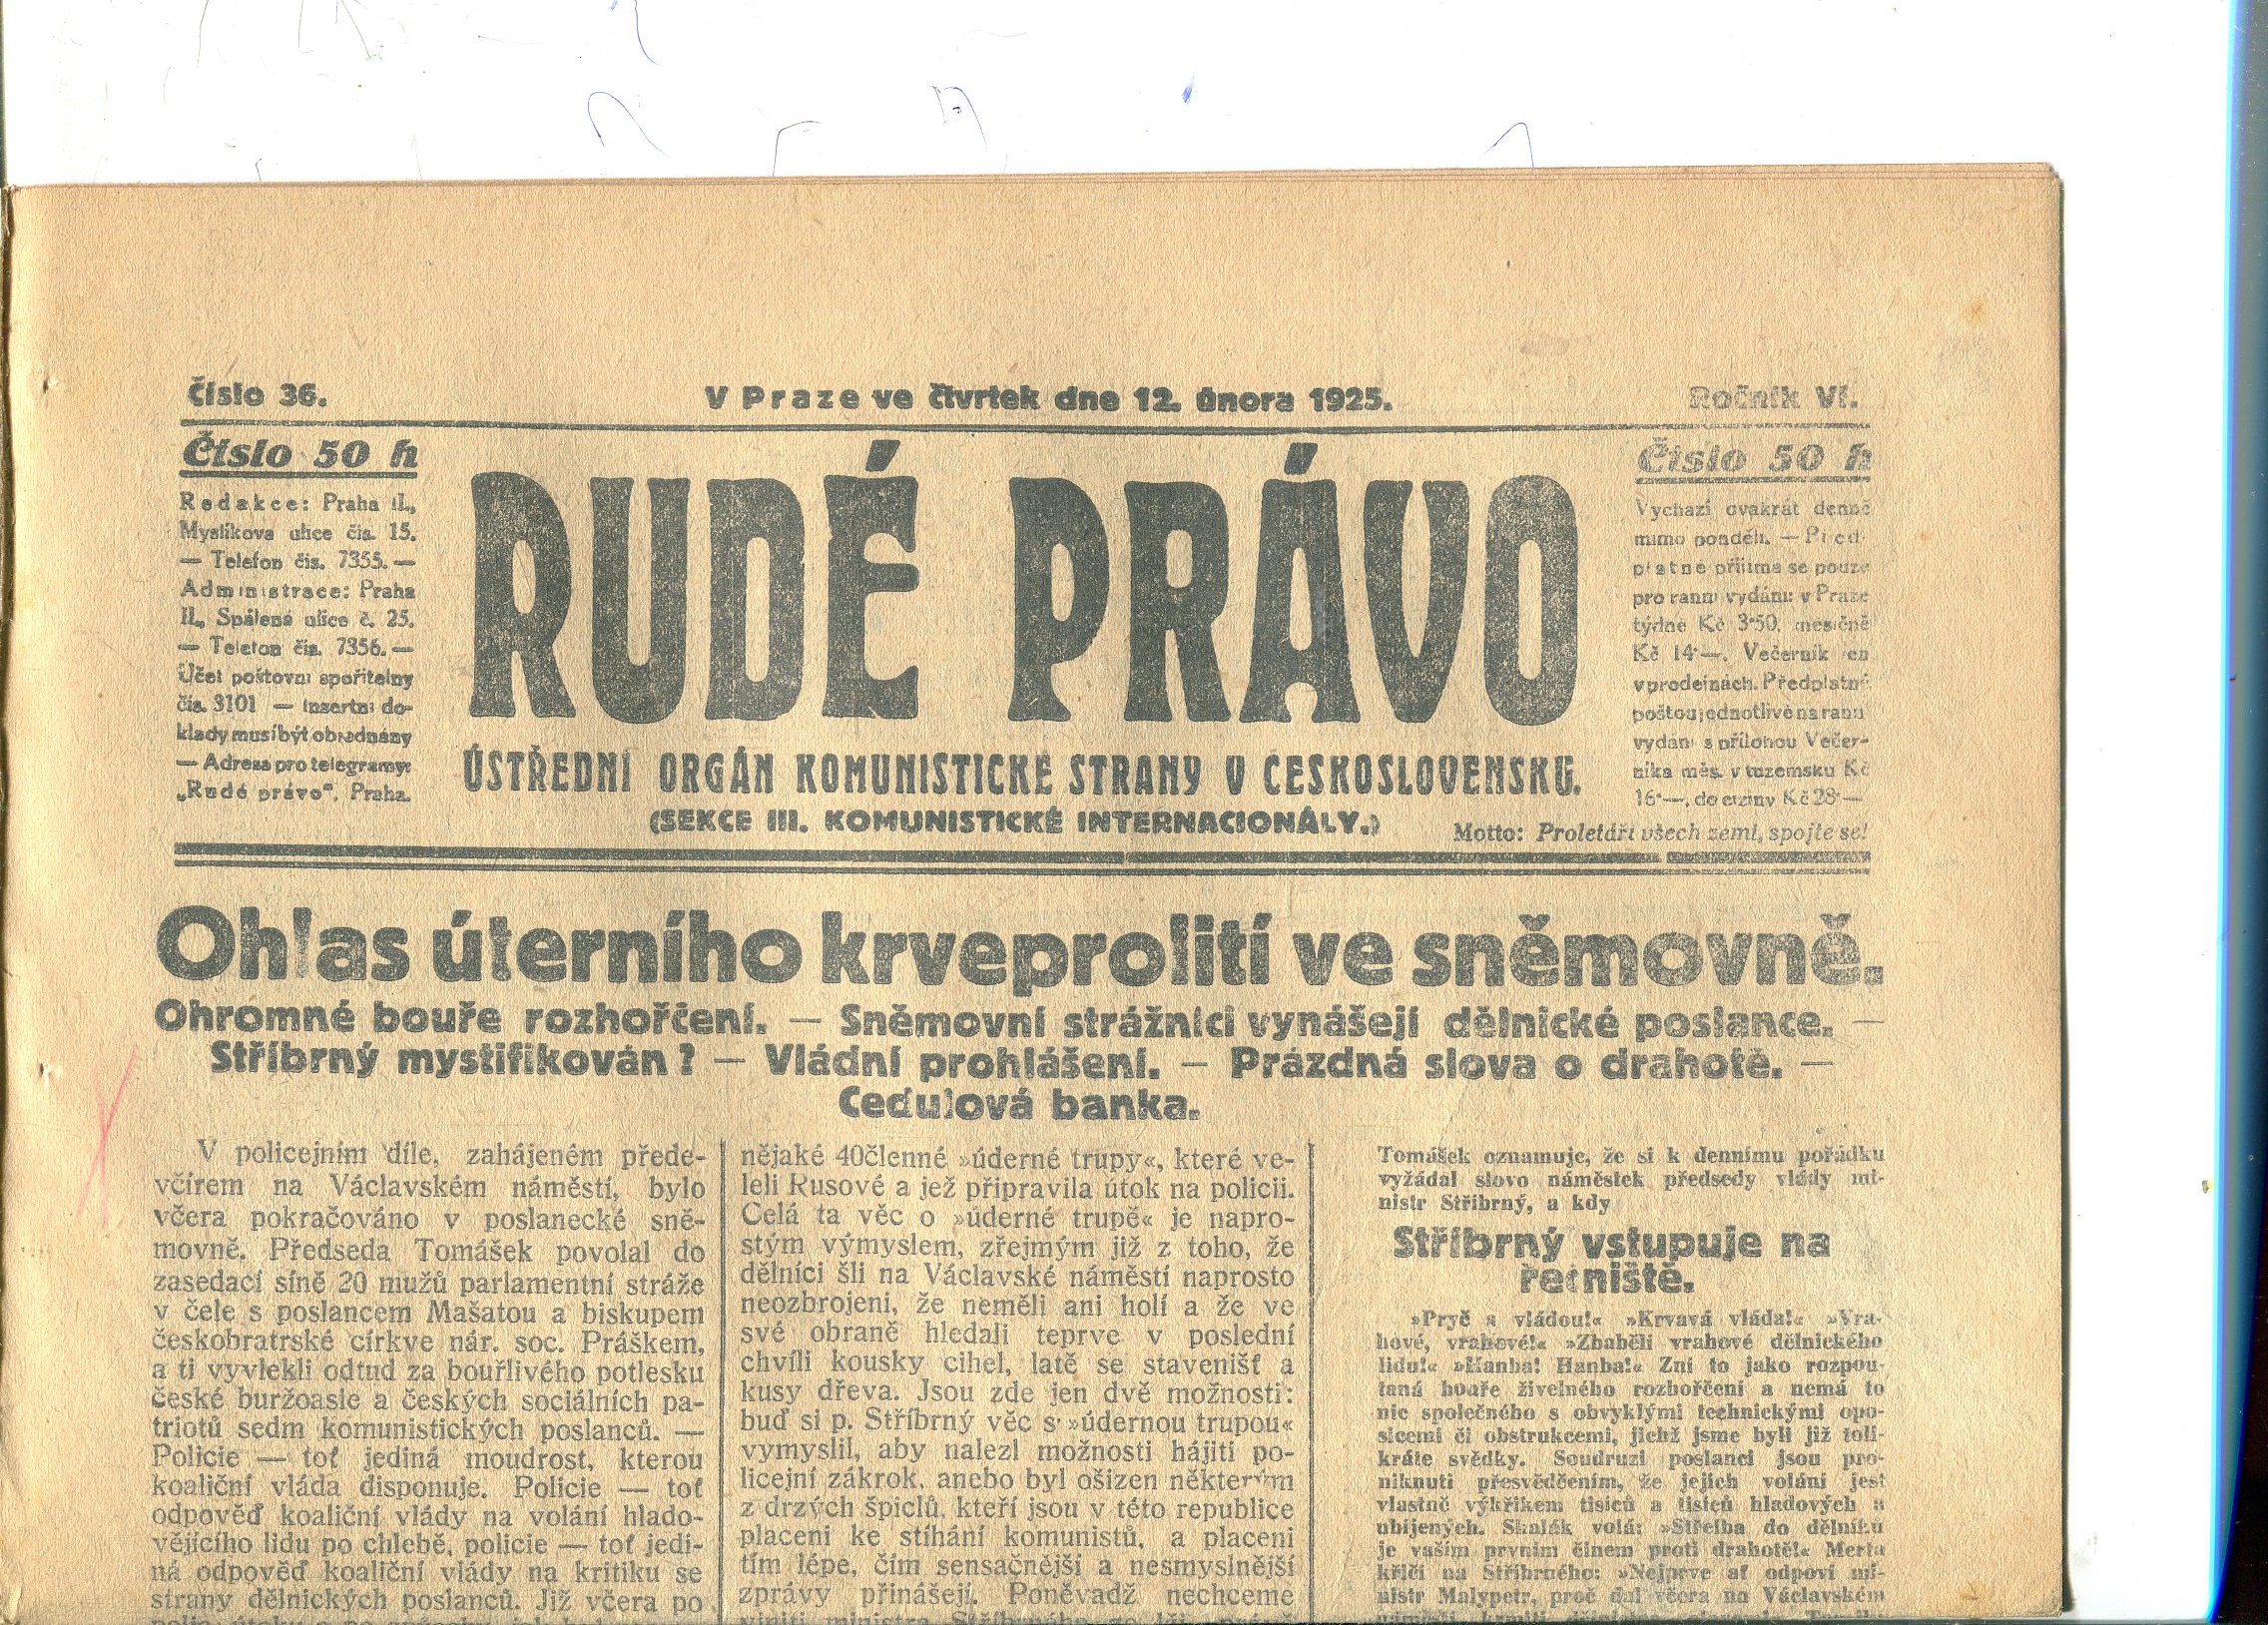 Číslo 36.
V Praze ve čtvrtek dne 12. února 1925.
Ročník VI.
Číslo 50 h
Redakce: Praha II.,
Myslíkova ulice čís. 15.
— Telefon čís. 7355. —
Administrace: Praha
II., Spálená ulice č. 25.
— Telefon čís. 7356. —
Účet poštovní spořitelny
čís. 3101 — Insertní do-
klady musí být objednány
— Adresa pro telegramy:
„Rudé právo“, Praha.
RUDÉ PRÁVO
ÚSTŘEDNÍ ORGÁN KOMUNISTICKÉ STRANY V ČESKOSLOVENSKU.
(SEKCE III. KOMUNISTICKÉ INTERNACIONÁLY.)
Číslo 50 h
Vychází dvakrát denně
mimo pondělí. — Před-
platné přijímá se pouze
pro ranní vydání: v Praze
týdně Kč 3·50, měsíčně
Kč 14·—. Večerník jen
v prodejnách. Předplatné
poštou jednotlivě na ranní
vydání s přílohou Večer-
níka měs. v tuzemsku Kč
16·—, do ciziny Kč 28·—
Motto: Proletáři všech zemí, spojte se!
Ohlas úterního krveprolití ve sněmovně.
Ohromné bouře rozhořčení. — Sněmovní strážníci vynášejí dělnické poslance. —
Stříbrný mystifikován? — Vládní prohlášení. — Prázdná slova o drahotě. —
Cedulová banka.
V policejním díle, zahájeném přede-
včírem na Václavském náměstí, bylo
včera pokračováno v poslanecké sně-
movně. Předseda Tomášek povolal do
zasedací síně 20 mužů parlamentní stráže
v čele s poslancem Mašatou a biskupem
českobratrské církve nár. soc. Práškem,
a ti vyvlekli odtud za bouřlivého potlesku
české buržoasie a českých sociálních pa-
triotů sedm komunistických poslanců. —
Policie — toť jediná moudrost, kterou
koaliční vláda disponuje. Policie — toť
odpověď koaliční vlády na volání hlado-
vějícího lidu po chlebě, policie — toť jedi-
ná odpověď koaliční vlády na kritiku se
strany dělnických poslanců. Již včera po
nějaké 40členné »úderné trupy«, které ve-
leli Rusové a jež připravila útok na policii.
Celá ta věc o »úderné trupě« je napro-
stým výmyslem, zřejmým již z toho, že
dělníci šli na Václavské náměstí naprosto
neozbrojeni, že neměli ani holí a že ve
své obraně hledali teprve v poslední
chvíli kousky cihel, latě se stavenišť a
kusy dřeva. Jsou zde jen dvě možnosti:
buď si p. Stříbrný věc s »údernou trupou«
vymyslil, aby nalezl možnosti hájiti po-
licejní zákrok, anebo byl ošizen některým
z drzých špiclů, kteří jsou v této republice
placeni ke stíhání komunistů, a placeni
tím lépe, čím sensačnější a nesmyslnější
zprávy přinášejí. Poněvadž nechceme
viniti ministra Stříbrného ze lži, právě
Tomášek oznamuje, že si k dennímu pořádku
vyžádal slovo náměstek předsedy vlády mi-
nistr Stříbrný, a kdy
Stříbrný vstupuje na
řečniště.
»Pryč s vládou!« »Krvavá vláda!« »Vra-
hové, vrahové!« »Zbabělí vrahové dělnického
lidu!« »Hanba! Hanba!« Zní to jako rozpou-
taná bouře živelného rozhořčení a nemá to
nic společného s obvyklými technickými opo-
sicemi či obstrukcemi, jichž jsme byli již toli-
kráte svědky. Soudruzi poslanci jsou pro-
niknuti přesvědčením, že jejich volání jest
vlastně výkřikem tisíců a tisíců hladových a
ubíjených. Skalák volá: »Střelba do dělníků
je vaším prvním činem proti drahotě!« Merta
křičí na Stříbrného: »Nejprve ať odpoví mi-
nistr Malypetr, proč dal včera na Václavském